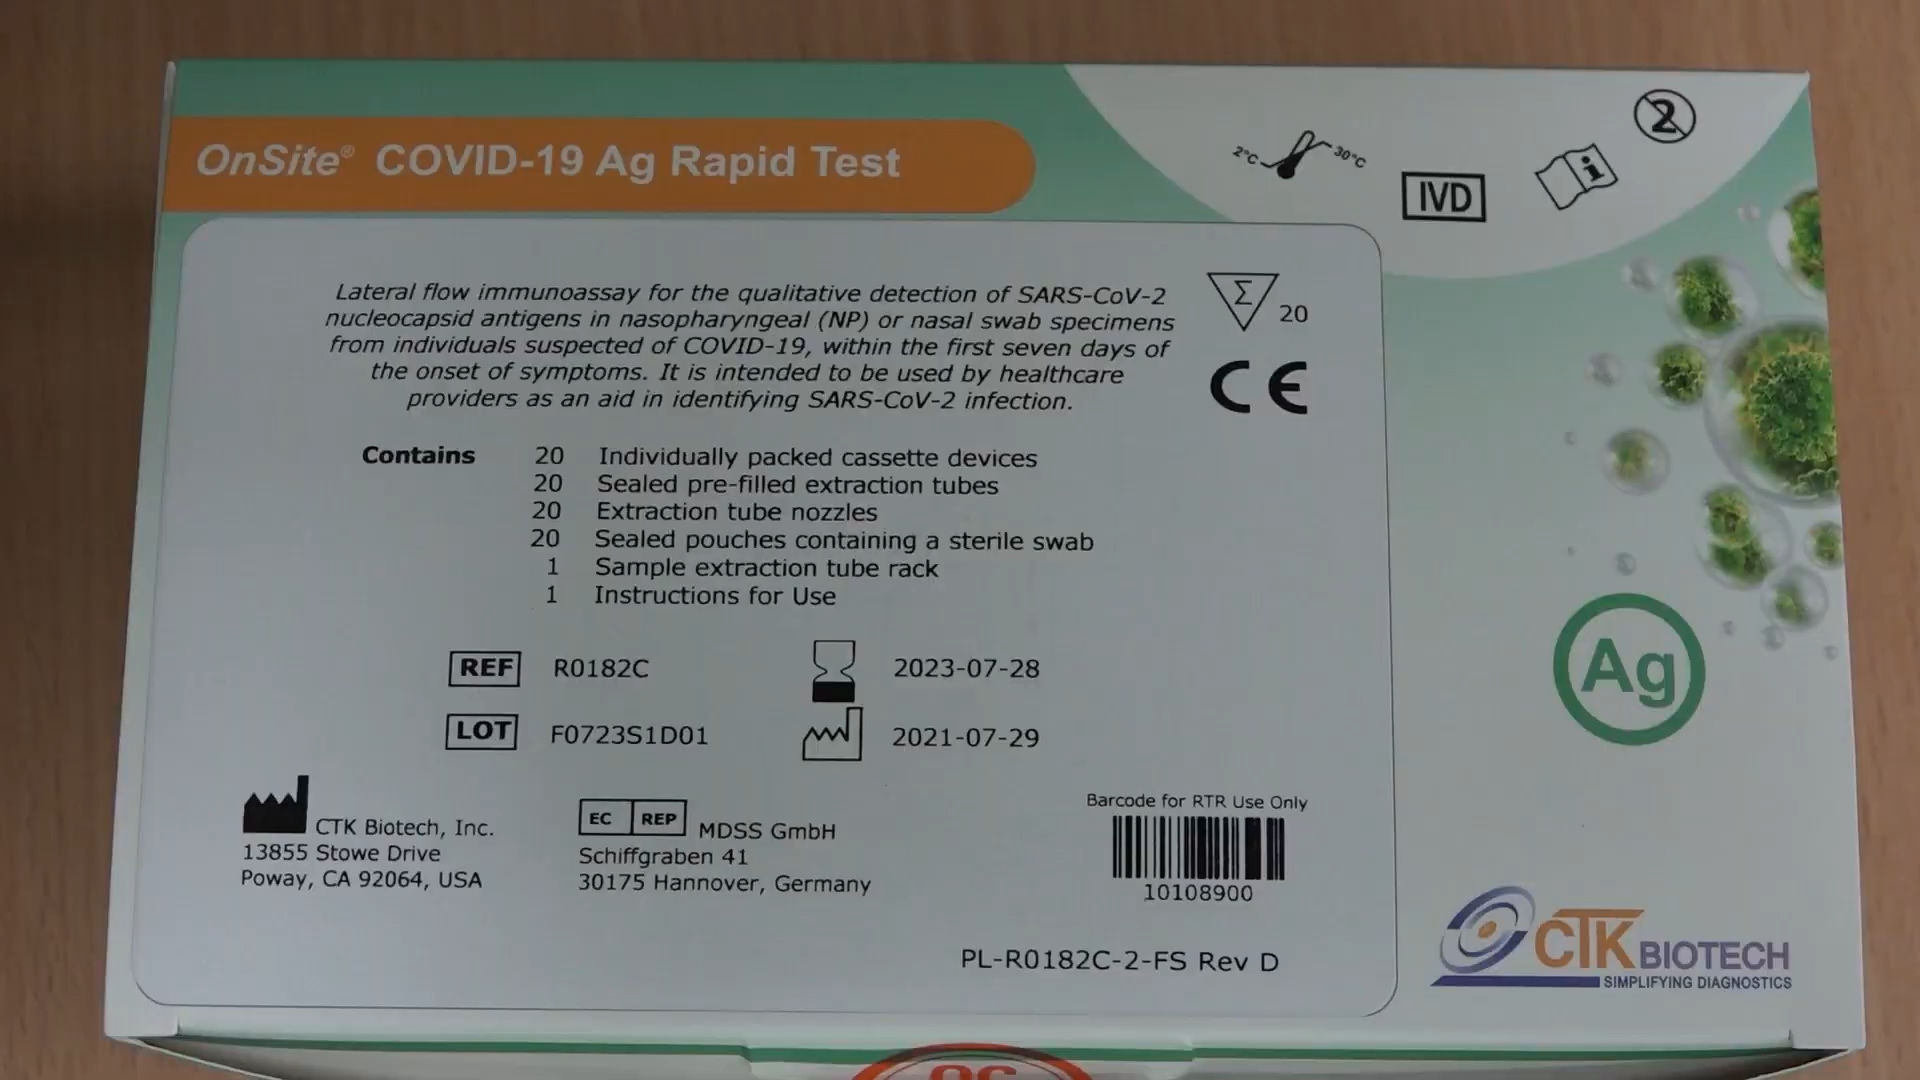 OnSite® COVID-19 Ag Rapid Test
2°C 30°C
IVD
i
2
Lateral flow immunoassay for the qualitative detection of SARS-CoV-2
nucleocapsid antigens in nasopharyngeal (NP) or nasal swab specimens
from individuals suspected of COVID-19, within the first seven days of
the onset of symptoms. It is intended to be used by healthcare
providers as an aid in identifying SARS-CoV-2 infection.
Σ 20
CE
Contains 20 Individually packed cassette devices
20 Sealed pre-filled extraction tubes
20 Extraction tube nozzles
20 Sealed pouches containing a sterile swab
1 Sample extraction tube rack
1 Instructions for Use
REF R0182C 2023-07-28
LOT F0723S1D01 2021-07-29
Ag
CTK Biotech, Inc.
13855 Stowe Drive
Poway, CA 92064, USA
EC REP MDSS GmbH
Schiffgraben 41
30175 Hannover, Germany
Barcode for RTR Use Only
10108900
PL-R0182C-2-FS Rev D
CTK BIOTECH
SIMPLIFYING DIAGNOSTICS